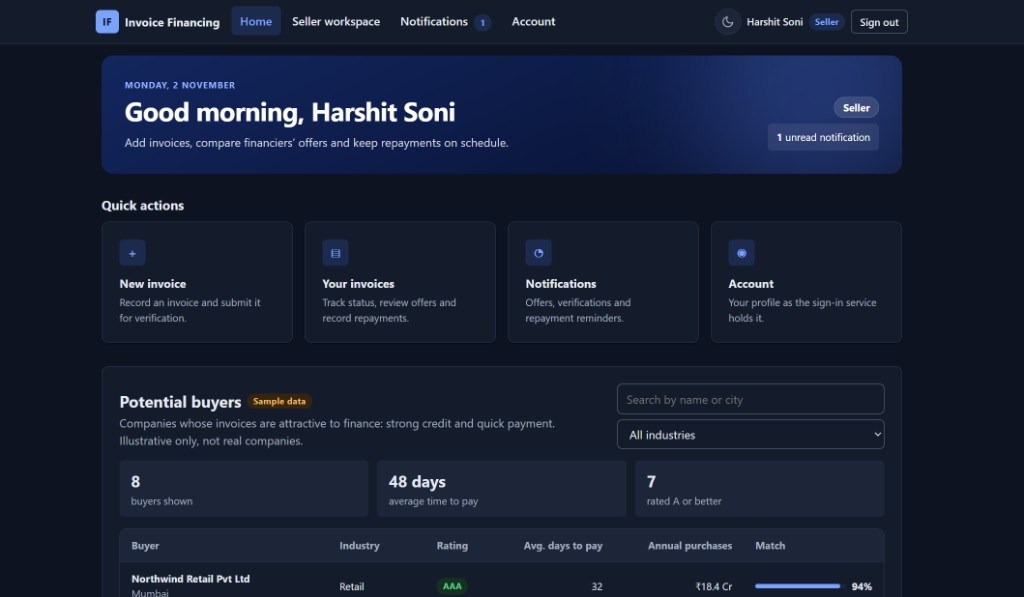 IF Invoice Financing Home Seller workspace Notifications 1 Account Harshit Soni Seller Sign out
MONDAY, 2 NOVEMBER
Good morning, Harshit Soni
Add invoices, compare financiers' offers and keep repayments on schedule.
Seller
1 unread notification
Quick actions
New invoice
Record an invoice and submit it
for verification.
Your invoices
Track status, review offers and
record repayments.
Notifications
Offers, verifications and
repayment reminders.
Account
Your profile as the sign-in service
holds it.
Potential buyers Sample data
Companies whose invoices are attractive to finance: strong credit and quick payment.
Illustrative only, not real companies.
Search by name or city
All industries
8
buyers shown
48 days
average time to pay
7
rated A or better
Buyer Industry Rating Avg. days to pay Annual purchases Match
Northwind Retail Pvt Ltd
Mumbai
Retail AAA 32 ₹18.4 Cr 94%